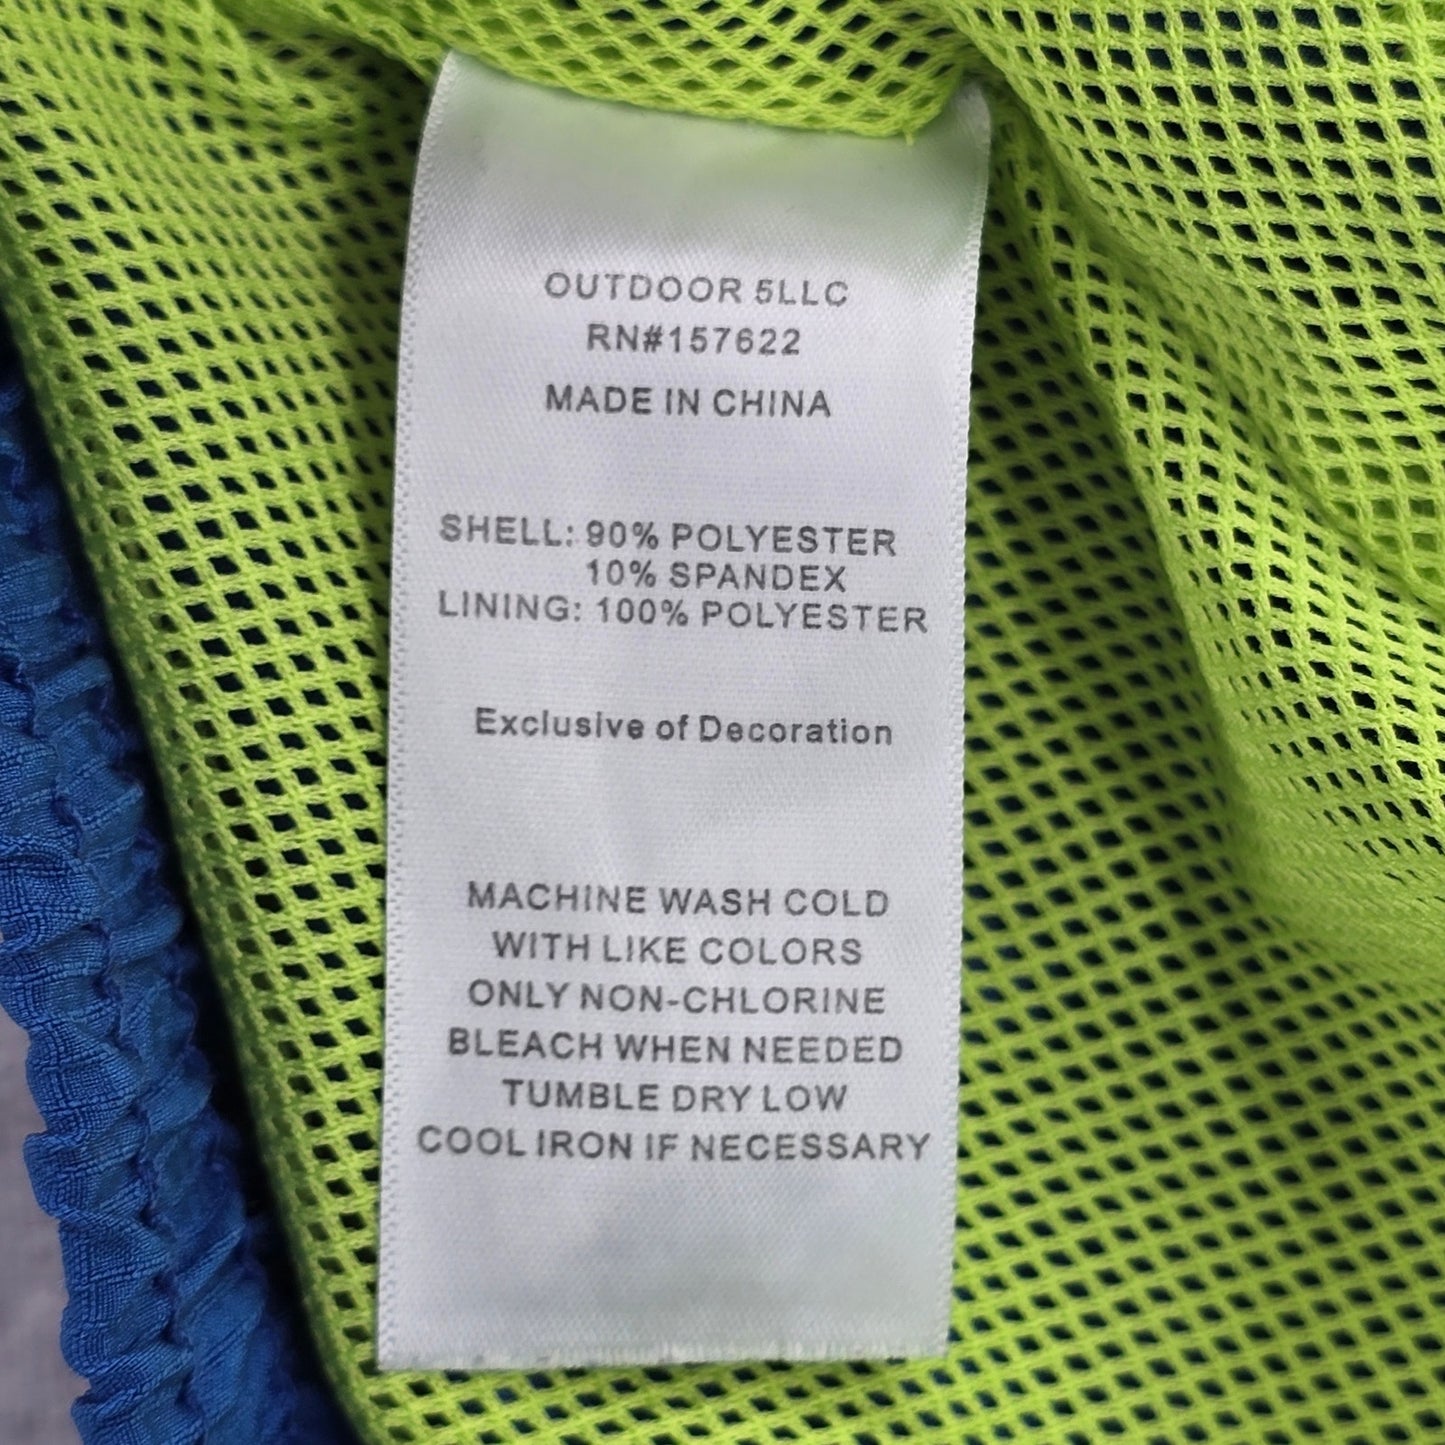 OUTDOOR 5LLC
RN#157622
MADE IN CHINA
SHELL: 90% POLYESTER
10% SPANDEX
LINING: 100% POLYESTER
Exclusive of Decoration
MACHINE WASH COLD
WITH LIKE COLORS
ONLY NON-CHLORINE
BLEACH WHEN NEEDED
TUMBLE DRY LOW
COOL IRON IF NECESSARY